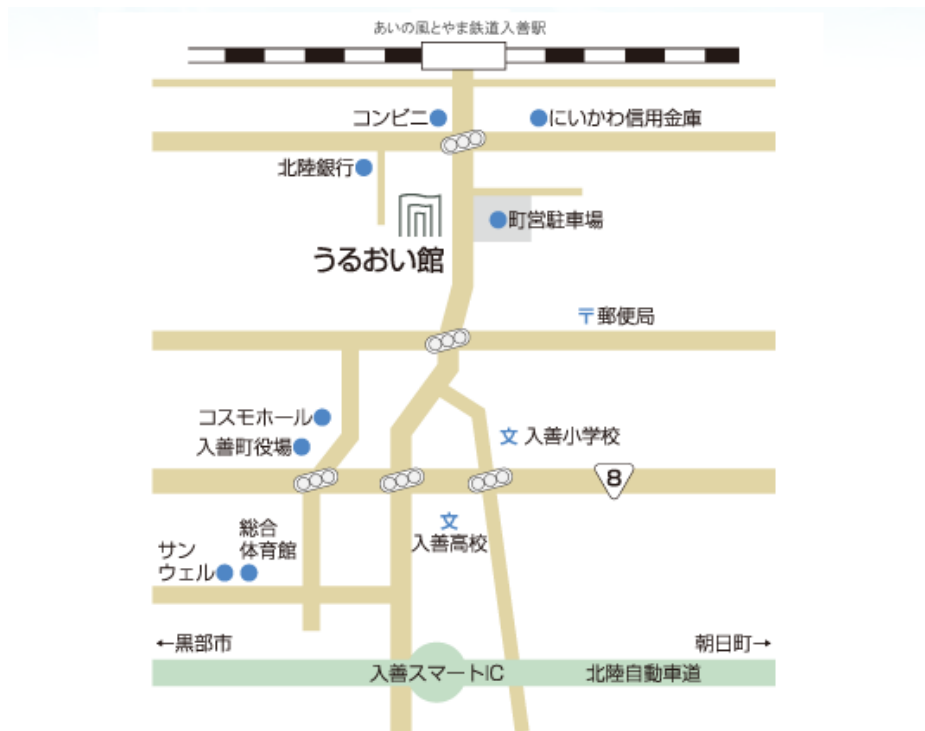 あいの風とやま鉄道入善駅
コンビニ
にいかわ信用金庫
北陸銀行
町営駐車場
うるおい館
〒郵便局
コスモホール
入善町役場
文 入善小学校
8
文
入善高校
総合
体育館
サン
ウェル
←黒部市
朝日町→
入善スマートIC
北陸自動車道